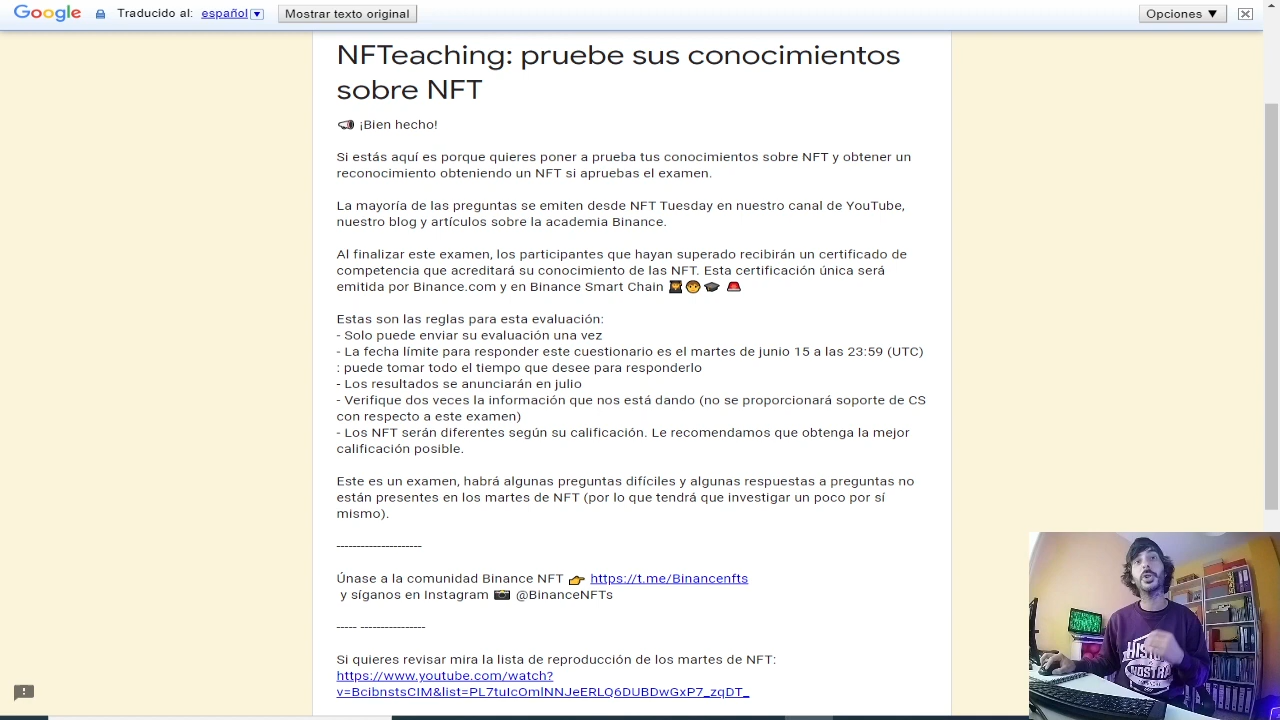 Google Traducido al: español Mostrar texto original Opciones ▼
NFTeaching: pruebe sus conocimientos
sobre NFT
¡Bien hecho!
Si estás aquí es porque quieres poner a prueba tus conocimientos sobre NFT y obtener un
reconocimiento obteniendo un NFT si apruebas el examen.
La mayoría de las preguntas se emiten desde NFT Tuesday en nuestro canal de YouTube,
nuestro blog y artículos sobre la academia Binance.
Al finalizar este examen, los participantes que hayan superado recibirán un certificado de
competencia que acreditará su conocimiento de las NFT. Esta certificación única será
emitida por Binance.com y en Binance Smart Chain
Estas son las reglas para esta evaluación:
- Solo puede enviar su evaluación una vez
- La fecha límite para responder este cuestionario es el martes de junio 15 a las 23:59 (UTC)
: puede tomar todo el tiempo que desee para responderlo
- Los resultados se anunciarán en julio
- Verifique dos veces la información que nos está dando (no se proporcionará soporte de CS
con respecto a este examen)
- Los NFT serán diferentes según su calificación. Le recomendamos que obtenga la mejor
calificación posible.
Este es un examen, habrá algunas preguntas difíciles y algunas respuestas a preguntas no
están presentes en los martes de NFT (por lo que tendrá que investigar un poco por sí
mismo).
---------------------
Únase a la comunidad Binance NFT 👉 https://t.me/Binancenfts
y síganos en Instagram 📷 @BinanceNFTs
----- ----------------
Si quieres revisar mira la lista de reproducción de los martes de NFT:
https://www.youtube.com/watch?
v=BcibnstsCIM&list=PL7tuIcOmlNNJeERLQ6DUBDwGxP7_zqDT_